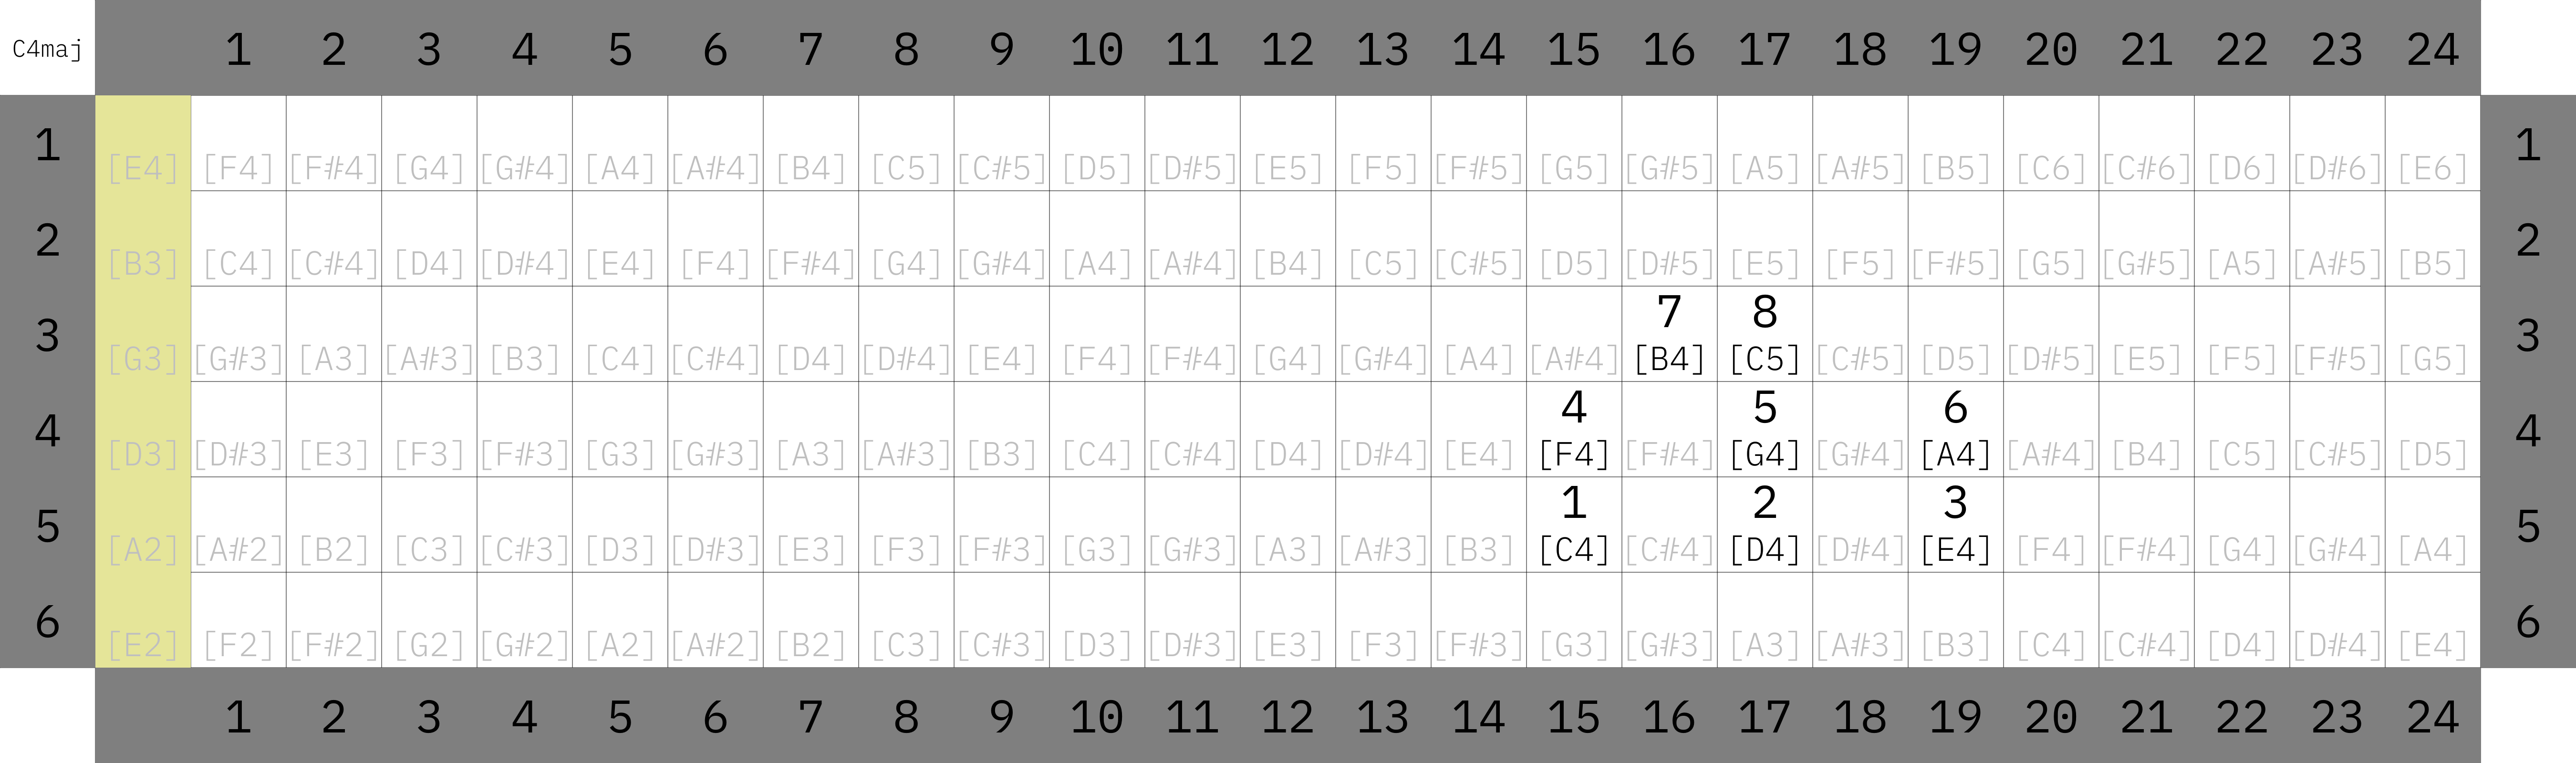 C4maj 1 2 3 4 5 6 7 8 9 10 11 12 13 14 15 16 17 18 19 20 21 22 23 24
1 [E4] [F4] [F#4] [G4] [G#4] [A4] [A#4] [B4] [C5] [C#5] [D5] [D#5] [E5] [F5] [F#5] [G5] [G#5] [A5] [A#5] [B5] [C6] [C#6] [D6] [D#6] [E6] 1
2 [B3] [C4] [C#4] [D4] [D#4] [E4] [F4] [F#4] [G4] [G#4] [A4] [A#4] [B4] [C5] [C#5] [D5] [D#5] [E5] [F5] [F#5] [G5] [G#5] [A5] [A#5] [B5] 2
7 8
3 [G3] [G#3] [A3] [A#3] [B3] [C4] [C#4] [D4] [D#4] [E4] [F4] [F#4] [G4] [G#4] [A4] [A#4] [B4] [C5] [C#5] [D5] [D#5] [E5] [F5] [F#5] [G5] 3
4 5 6
4 [D3] [D#3] [E3] [F3] [F#3] [G3] [G#3] [A3] [A#3] [B3] [C4] [C#4] [D4] [D#4] [E4] [F4] [F#4] [G4] [G#4] [A4] [A#4] [B4] [C5] [C#5] [D5] 4
1 2 3
5 [A2] [A#2] [B2] [C3] [C#3] [D3] [D#3] [E3] [F3] [F#3] [G3] [G#3] [A3] [A#3] [B3] [C4] [C#4] [D4] [D#4] [E4] [F4] [F#4] [G4] [G#4] [A4] 5
6 [E2] [F2] [F#2] [G2] [G#2] [A2] [A#2] [B2] [C3] [C#3] [D3] [D#3] [E3] [F3] [F#3] [G3] [G#3] [A3] [A#3] [B3] [C4] [C#4] [D4] [D#4] [E4] 6
1 2 3 4 5 6 7 8 9 10 11 12 13 14 15 16 17 18 19 20 21 22 23 24